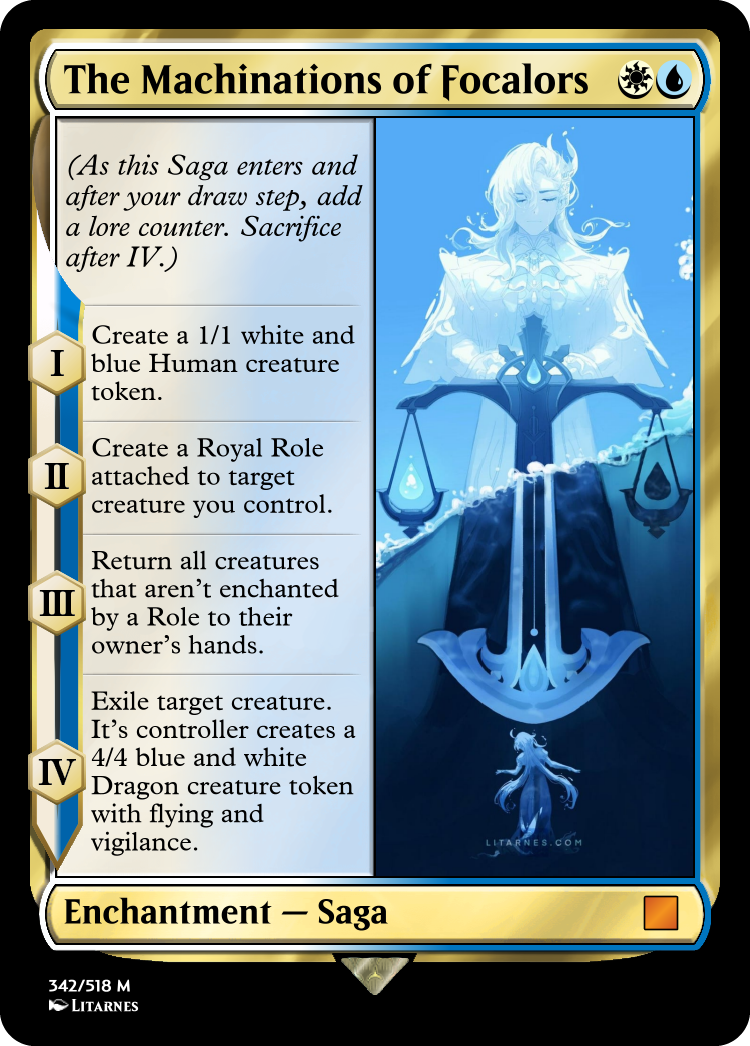 The Machinations of Focalors
(As this Saga enters and
after your draw step, add
a lore counter. Sacrifice
after IV.)
I
Create a 1/1 white and
blue Human creature
token.
II
Create a Royal Role
attached to target
creature you control.
III
Return all creatures
that aren't enchanted
by a Role to their
owner's hands.
IV
Exile target creature.
It's controller creates a
4/4 blue and white
Dragon creature token
with flying and
vigilance.
LITARNES.COM
Enchantment — Saga
342/518 M
Litarnes